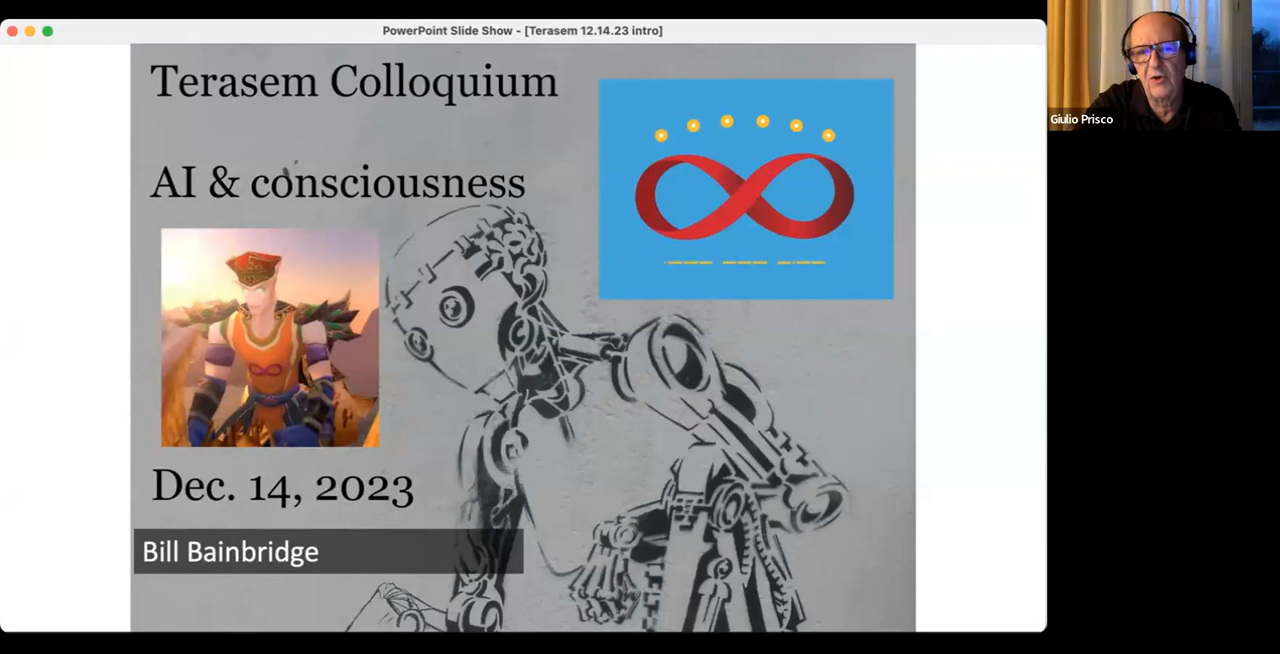 PowerPoint Slide Show - [Terasem 12.14.23 intro]
Terasem Colloquium
AI & consciousness
Dec. 14, 2023
Bill Bainbridge
Giulio Prisco